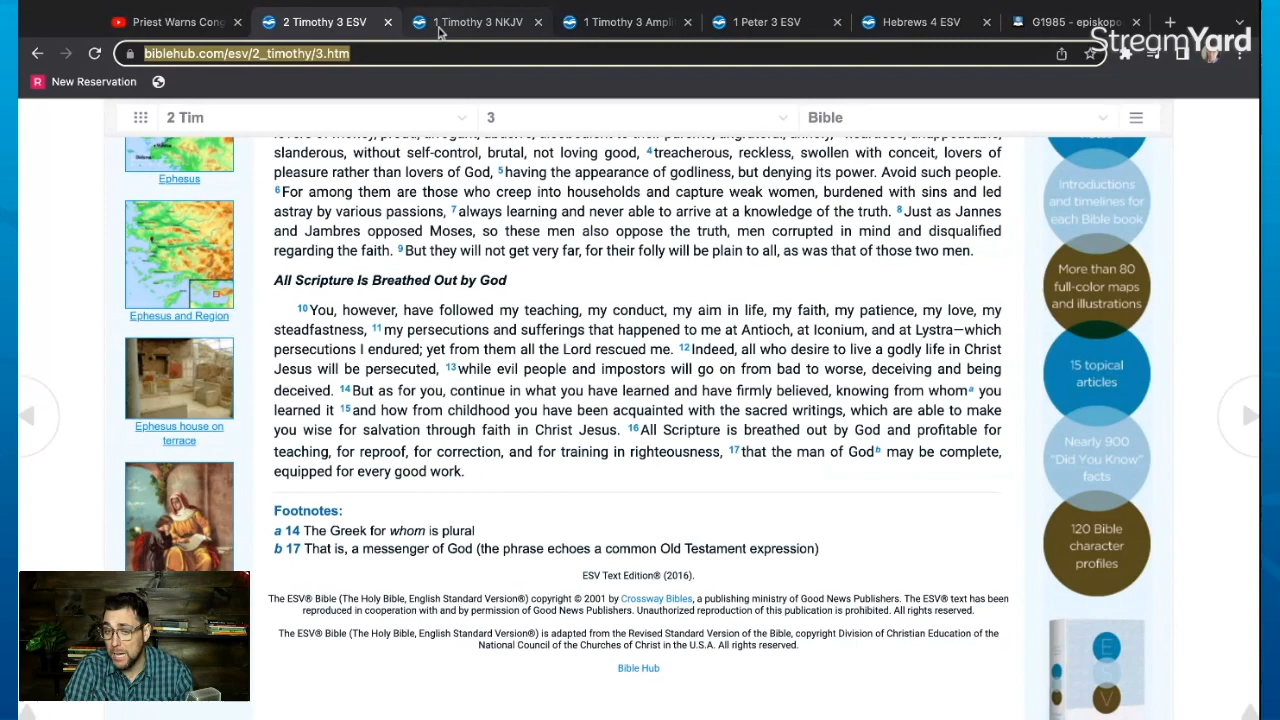 Priest Warns Cong
2 Timothy 3 ESV
1 Timothy 3 NKJV
1 Timothy 3 Ampli
1 Peter 3 ESV
Hebrews 4 ESV
G1985 - episkopo
StreamYard
biblehub.com/esv/2_timothy/3.htm
R New Reservation
2 Tim
3
Bible
slanderous, without self-control, brutal, not loving good, 4treacherous, reckless, swollen with conceit, lovers of
pleasure rather than lovers of God, 5having the appearance of godliness, but denying its power. Avoid such people.
6For among them are those who creep into households and capture weak women, burdened with sins and led
astray by various passions, 7always learning and never able to arrive at a knowledge of the truth. 8Just as Jannes
and Jambres opposed Moses, so these men also oppose the truth, men corrupted in mind and disqualified
regarding the faith. 9But they will not get very far, for their folly will be plain to all, as was that of those two men.
All Scripture Is Breathed Out by God
10You, however, have followed my teaching, my conduct, my aim in life, my faith, my patience, my love, my
steadfastness, 11my persecutions and sufferings that happened to me at Antioch, at Iconium, and at Lystra—which
persecutions I endured; yet from them all the Lord rescued me. 12Indeed, all who desire to live a godly life in Christ
Jesus will be persecuted, 13while evil people and impostors will go on from bad to worse, deceiving and being
deceived. 14But as for you, continue in what you have learned and have firmly believed, knowing from whoma you
learned it 15and how from childhood you have been acquainted with the sacred writings, which are able to make
you wise for salvation through faith in Christ Jesus. 16All Scripture is breathed out by God and profitable for
teaching, for reproof, for correction, and for training in righteousness, 17that the man of Godb may be complete,
equipped for every good work.
Footnotes:
a 14 The Greek for whom is plural
b 17 That is, a messenger of God (the phrase echoes a common Old Testament expression)
ESV Text Edition® (2016).
The ESV® Bible (The Holy Bible, English Standard Version®) copyright © 2001 by Crossway Bibles, a publishing ministry of Good News Publishers. The ESV® text has been
reproduced in cooperation with and by permission of Good News Publishers. Unauthorized reproduction of this publication is prohibited. All rights reserved.
The ESV® Bible (The Holy Bible, English Standard Version®) is adapted from the Revised Standard Version of the Bible, copyright Division of Christian Education of the
National Council of the Churches of Christ in the U.S.A. All rights reserved.
Bible Hub
Ephesus
Ephesus and Region
Ephesus house on
terrace
Introductions
and timelines for
each Bible book
More than 80
full-color maps
and illustrations
15 topical
articles
Nearly 900
"Did You Know"
facts
120 Bible
character
profiles
E
V